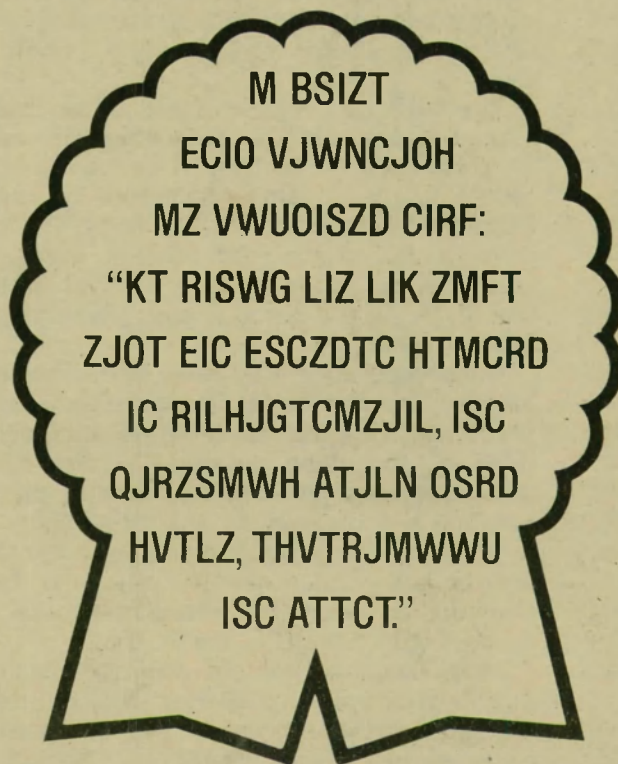 M BSIZT
ECIO VJWNCJOH
MZ VWUOISZD CIRF:
“KT RISWG LIZ LIK ZMFT
ZJOT EIC ESCZDTC HTMCRD
IC RILHJGTCMZJIL, ISC
QJRZSMWH ATJLN OSRD
HVTLZ, THVTRJMWWU
ISC ATTCT.”